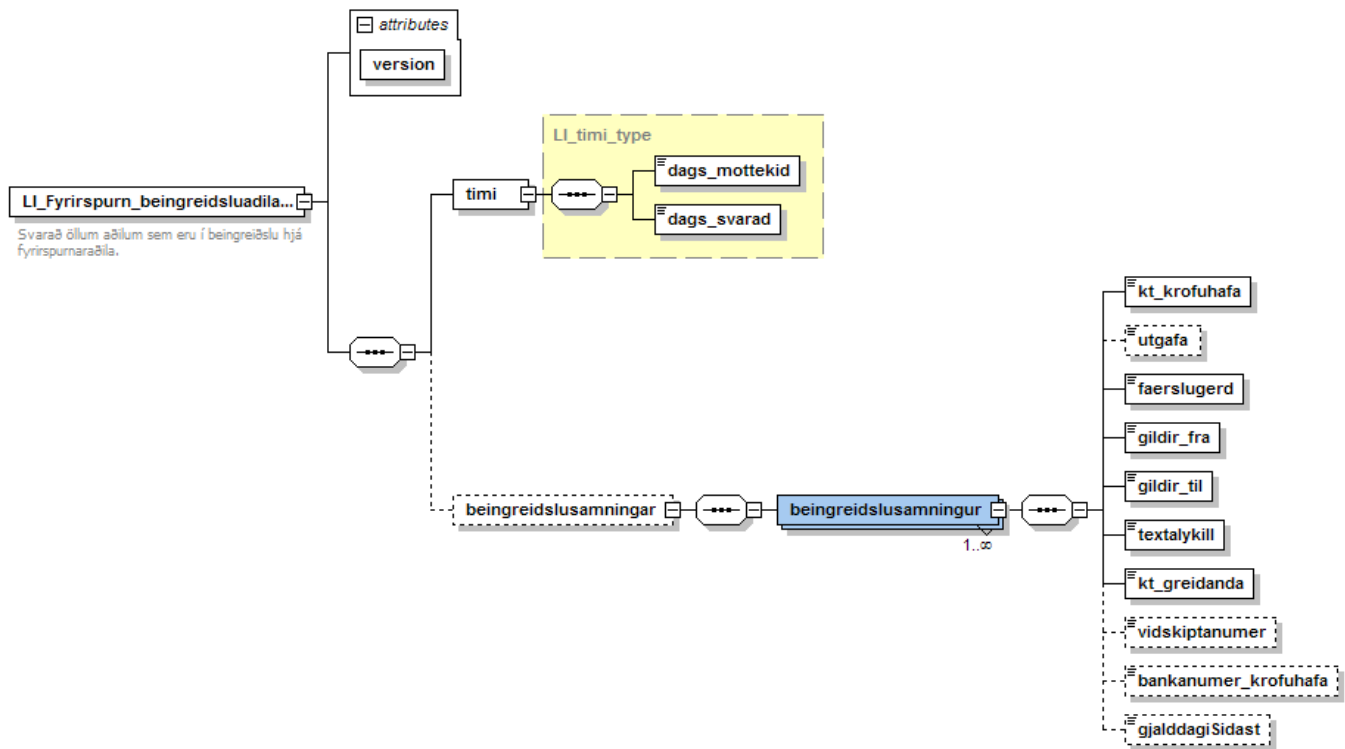 attributes
version
LI_timi_type
dags_mottekid
timi
LI_Fyrirspurn_beingreidsluadila...
dags_svarad
Svarað öllum aðilum sem eru í beingreiðslu hjá
fyrirspurnaraðila.
kt_krofuhafa
utgafa
faerslugerd
gildir_fra
gildir_til
beingreidslusamningar
beingreidslusamningur
1..∞
textalykill
kt_greidanda
vidskiptanumer
bankanumer_krofuhafa
gjalddagiSidast